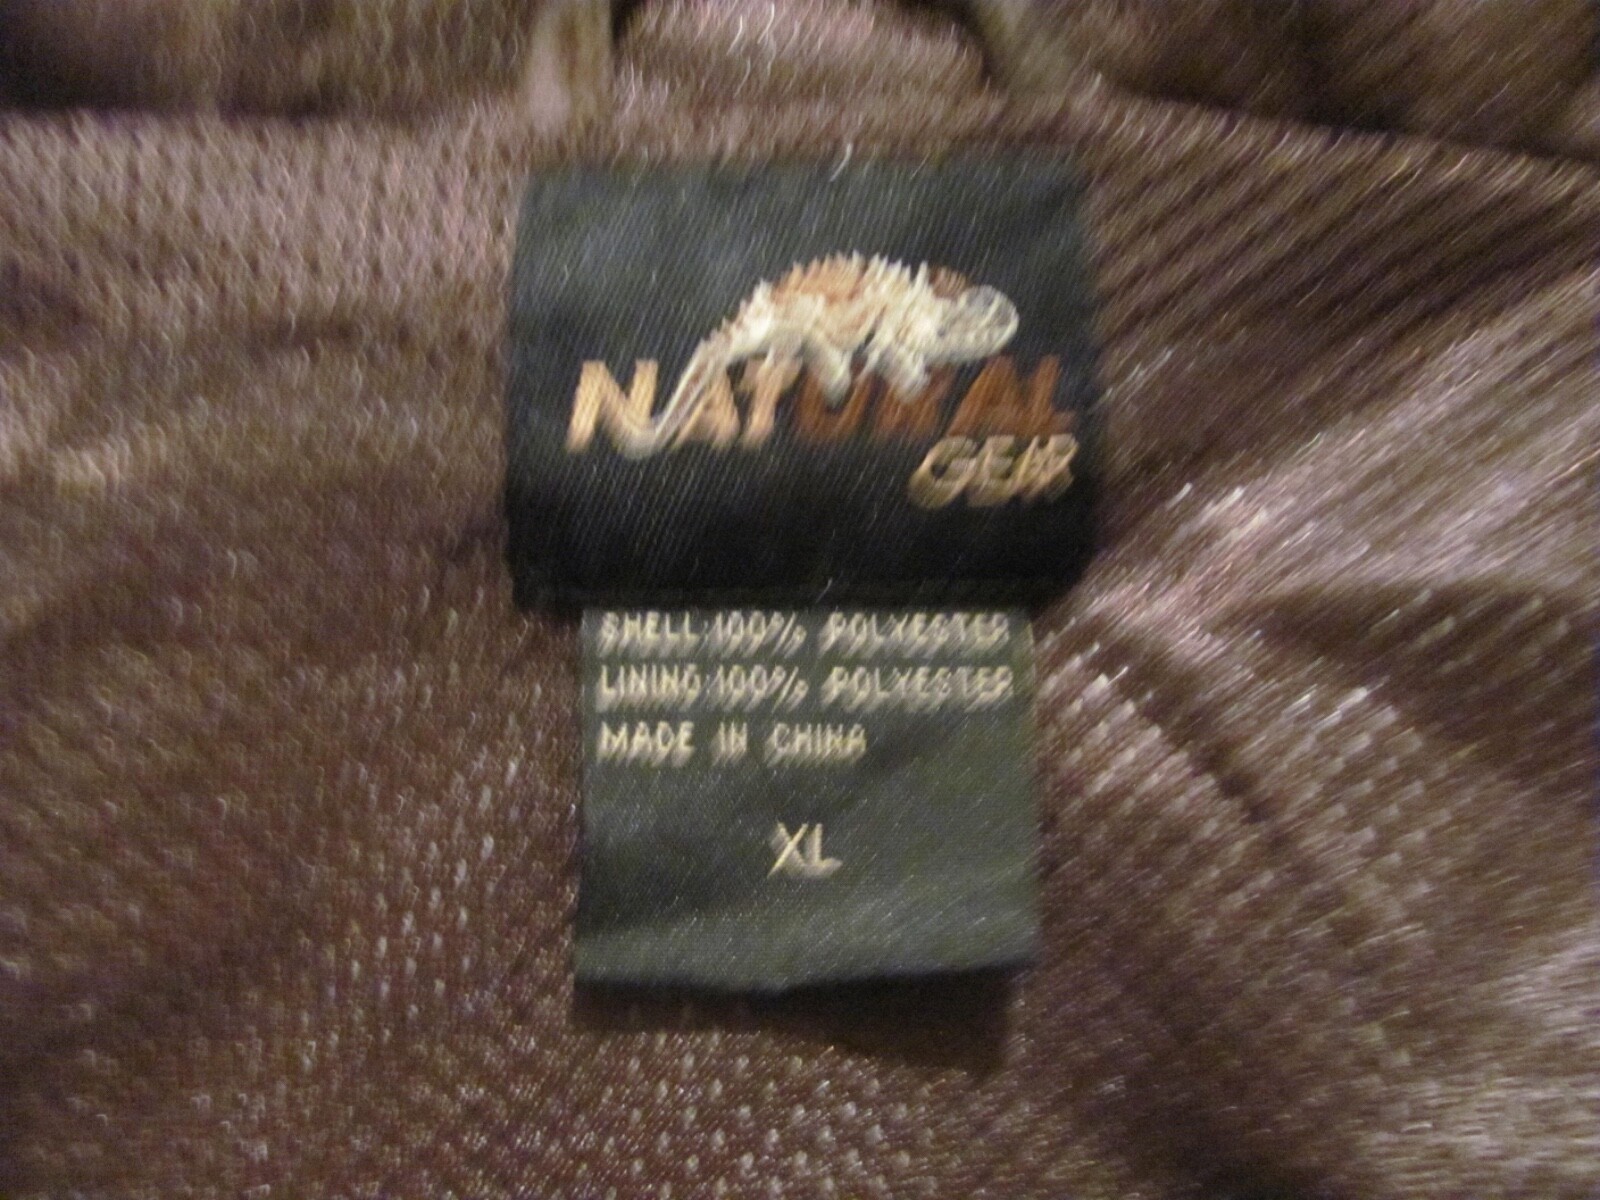 NATURAL
GEAR
SHELL:100% POLYESTER
LINING:100% POLYESTER
MADE IN CHINA
XL